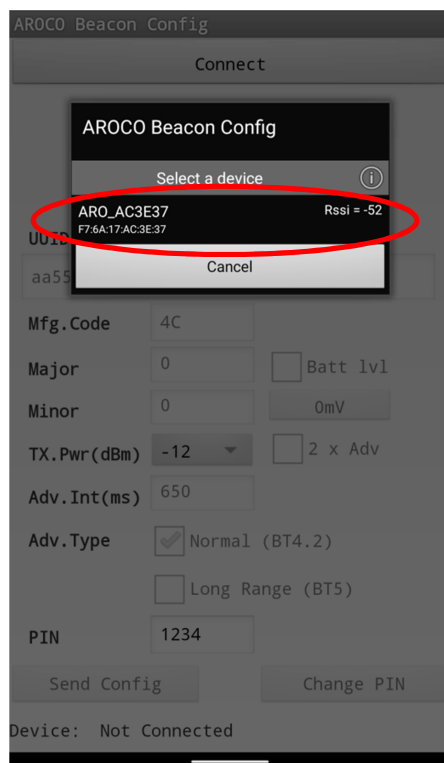 AROCO Beacon Config
Connect
AROCO Beacon Config
Select a device
ARO_AC3E37 Rssi = -52
F7:6A:17:AC:3E:37
Cancel
UUID
aa55
Mfg.Code 4C
Major 0 Batt lvl
Minor 0 0mV
TX.Pwr(dBm) -12 2 x Adv
Adv.Int(ms) 650
Adv.Type Normal (BT4.2)
Long Range (BT5)
PIN 1234
Send Config Change PIN
Device: Not Connected